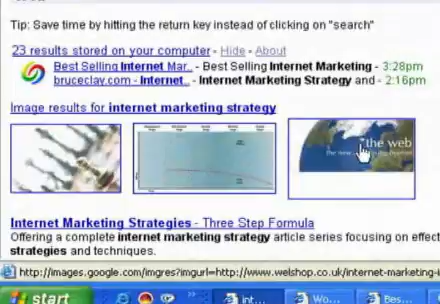 Tip: Save time by hitting the return key instead of clicking on "search"
23 results stored on your computer - Hide - About
Best Selling Internet Mar.. - Best Selling Internet Marketing - 3:28pm
bruceclay.com - Internet.. - Internet Marketing Strategy and - 2:16pm
Image results for internet marketing strategy
the web
Internet Marketing Strategies - Three Step Formula
Offering a complete internet marketing strategy article series focusing on effect
strategies and techniques.
http://images.google.com/imgres?imgurl=http://www.welshop.co.uk/internet-marketing-i
start
int...
Wo...
Bes...